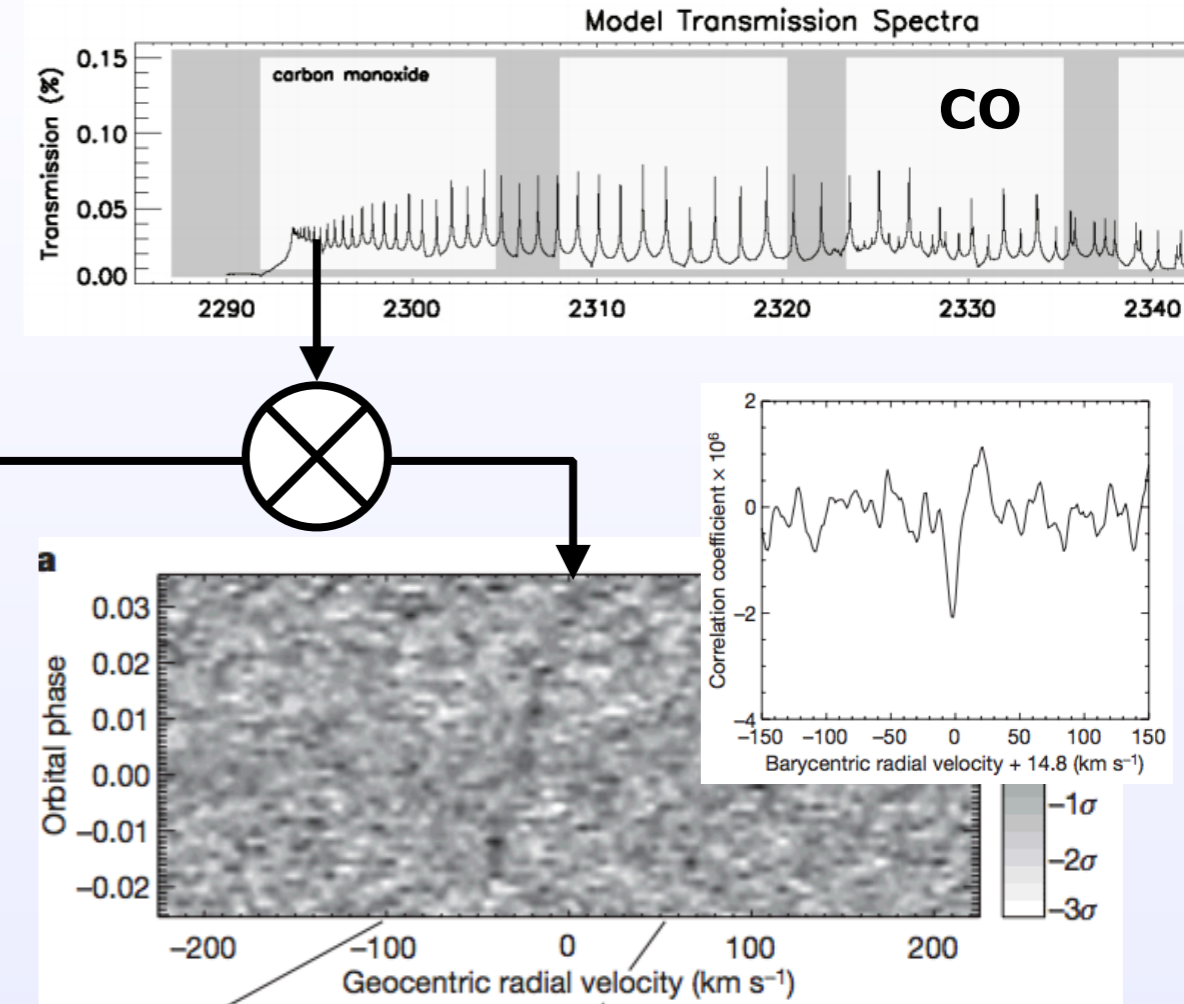 Model Transmission Spectra
Transmission (%)
0.15
0.10
0.05
0.00
carbon monoxide
CO
2290 2300 2310 2320 2330 2340
a
Orbital phase
0.03
0.02
0.01
0.00
−0.01
−0.02
−200 −100 0 100 200
Geocentric radial velocity (km s⁻¹)
Correlation coefficient × 10⁶
2
0
−2
−4
−150 −100 −50 0 50 100 150
Barycentric radial velocity + 14.8 (km s⁻¹)
−1σ
−2σ
−3σ